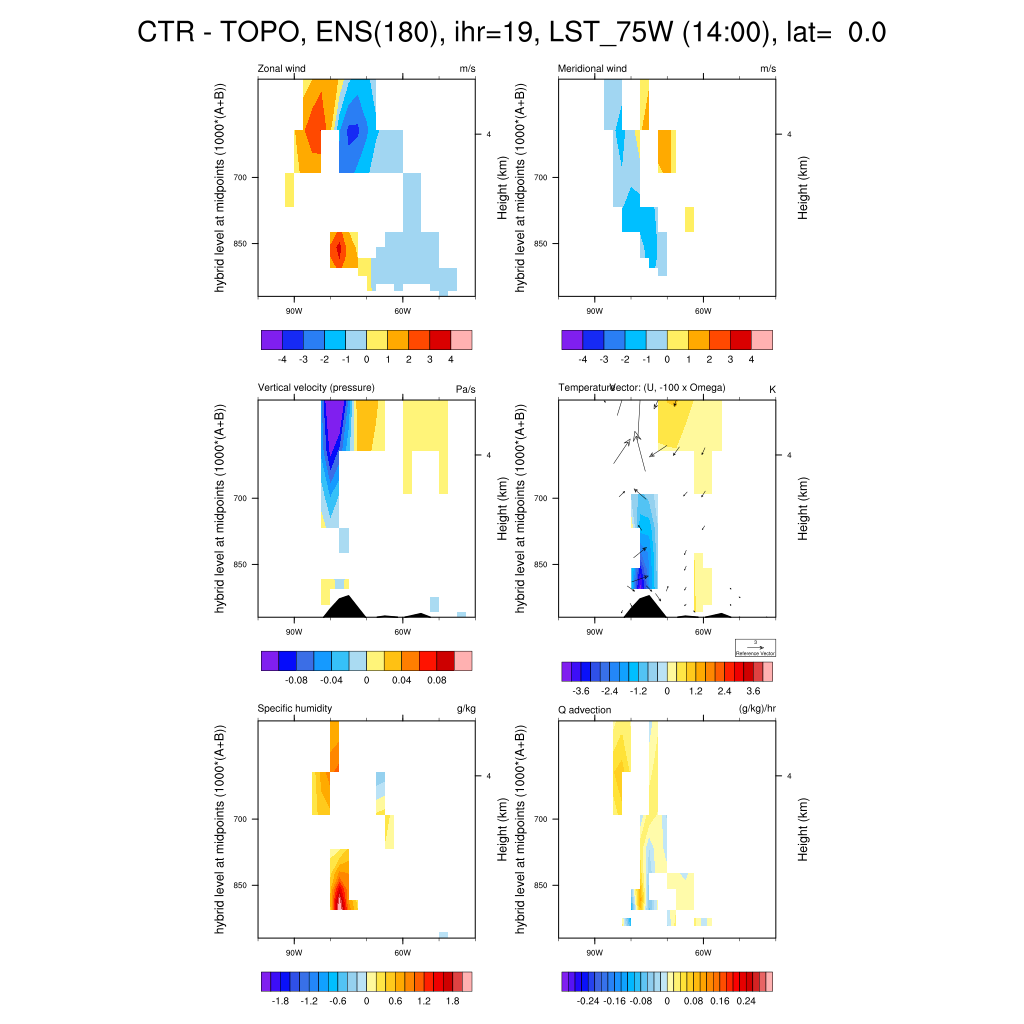 CTR - TOPO, ENS(180), ihr=19, LST_75W (14:00), lat=  0.0
Zonal wind m/s
hybrid level at midpoints (1000*(A+B))
Height (km)
4
700
850
90W 60W
-4 -3 -2 -1 0 1 2 3 4
Meridional wind m/s
hybrid level at midpoints (1000*(A+B))
Height (km)
4
700
850
90W 60W
-4 -3 -2 -1 0 1 2 3 4
Vertical velocity (pressure) Pa/s
hybrid level at midpoints (1000*(A+B))
Height (km)
4
700
850
90W 60W
-0.08 -0.04 0 0.04 0.08
Temperature Vector: (U, -100 x Omega) K
hybrid level at midpoints (1000*(A+B))
Height (km)
4
700
850
90W 60W
3
Reference Vector
-3.6 -2.4 -1.2 0 1.2 2.4 3.6
Specific humidity g/kg
hybrid level at midpoints (1000*(A+B))
Height (km)
4
700
850
90W 60W
-1.8 -1.2 -0.6 0 0.6 1.2 1.8
Q advection (g/kg)/hr
hybrid level at midpoints (1000*(A+B))
Height (km)
4
700
850
90W 60W
-0.24 -0.16 -0.08 0 0.08 0.16 0.24